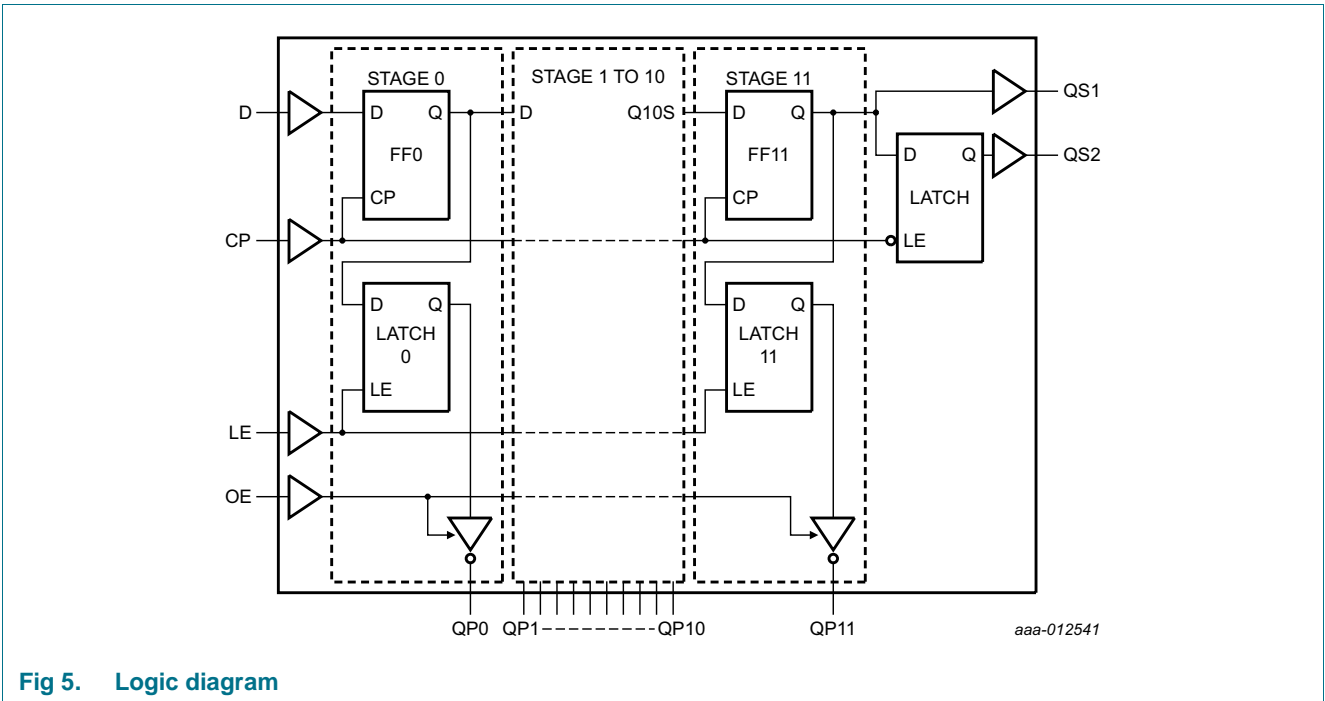 STAGE 0 STAGE 1 TO 10 STAGE 11
QS1
D D Q D Q10S D Q
FF0 FF11 D Q QS2
CP CP LATCH
CP LE
D Q D Q
LATCH 0 LATCH 11
LE LE
LE
OE
QP0 QP1 QP10 QP11 aaa-012541
Fig 5. Logic diagram